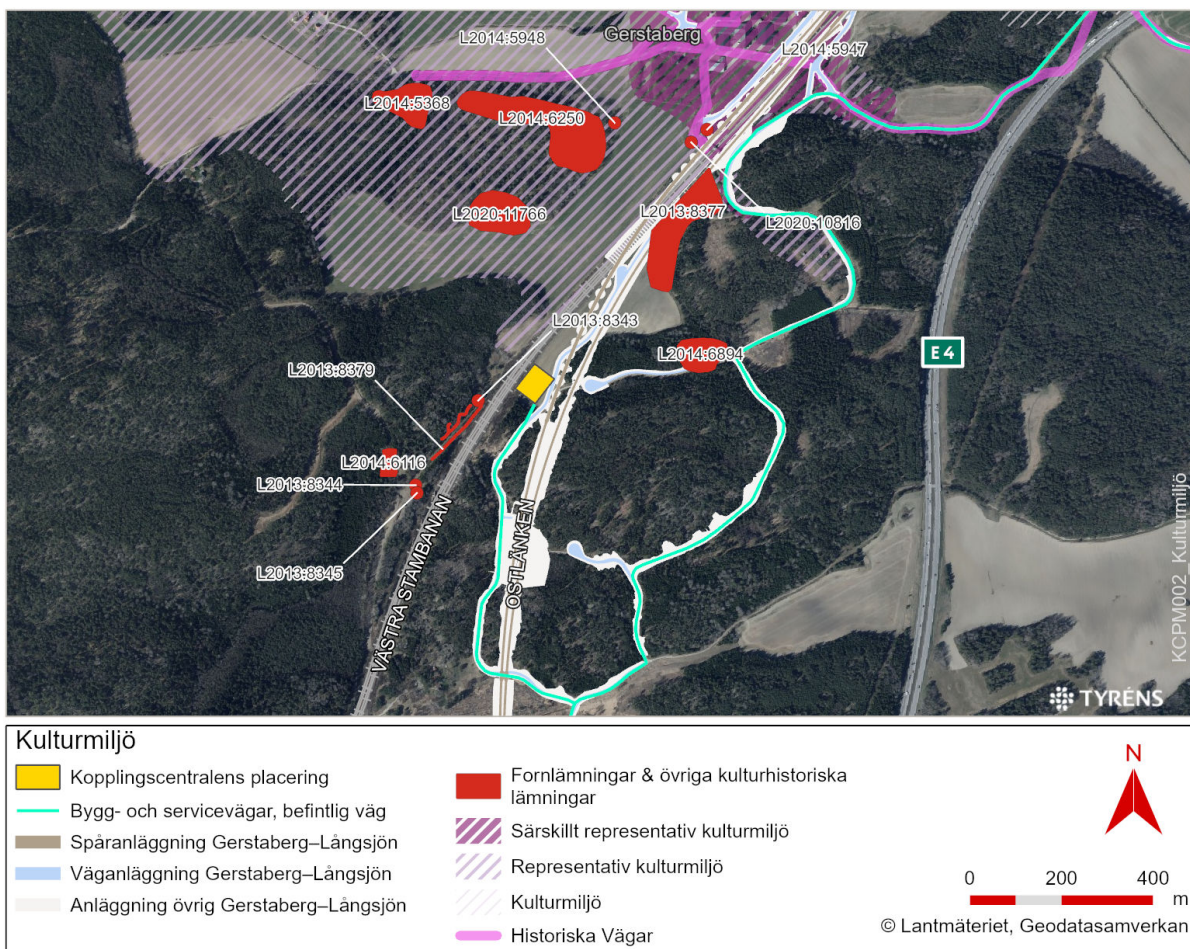 Gerstaberg
L2014:5948
L2014:5947
L2014:5368
L2014:6250
L2020:11766
L2013:8377
L2020:10816
L2013:8343
L2014:6894
E 4
L2013:8379
L2014:6116
L2013:8344
L2013:8345
VÄSTRA STAMBANAN
OSTLÄNKEN
KCPM002_Kulturmiljö
TYRÉNS
Kulturmiljö
Kopplingscentralens placering
Bygg- och servicevägar, befintlig väg
Spåranläggning Gerstaberg–Långsjön
Väganläggning Gerstaberg–Långsjön
Anläggning övrig Gerstaberg–Långsjön
Fornlämningar & övriga kulturhistoriska
lämningar
Särskillt representativ kulturmiljö
Representativ kulturmiljö
Kulturmiljö
Historiska Vägar
N
0 200 400
m
© Lantmäteriet, Geodatasamverkan